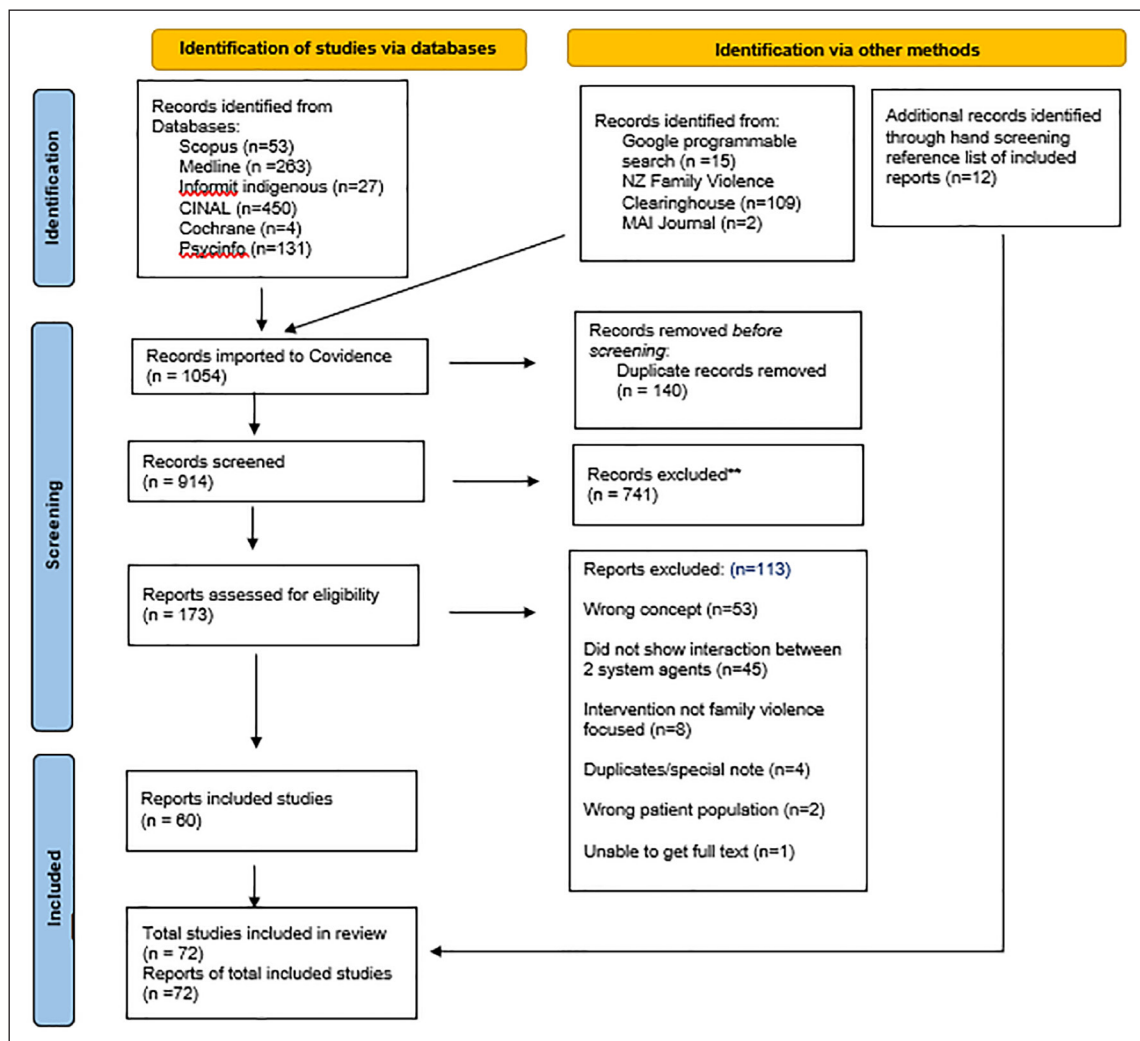 Identification of studies via databases
Identification via other methods
Identification
Records identified from
Databases:
Scopus (n=53)
Medline (n =263)
Informit indigenous (n=27)
CINAL (n=450)
Cochrane (n=4)
Psycinfo (n=131)
Records identified from:
Google programmable
search (n =15)
NZ Family Violence
Clearinghouse (n=109)
MAI Journal (n=2)
Additional records identified
through hand screening
reference list of included
reports (n=12)
Screening
Records imported to Covidence
(n = 1054)
Records removed before
screening:
Duplicate records removed
(n = 140)
Records screened
(n = 914)
Records excluded**
(n = 741)
Reports assessed for eligibility
(n = 173)
Reports excluded: (n=113)
Wrong concept (n=53)
Did not show interaction between
2 system agents (n=45)
Intervention not family violence
focused (n=8)
Duplicates/special note (n=4)
Wrong patient population (n=2)
Unable to get full text (n=1)
Included
Reports included studies
(n = 60)
Total studies included in review
(n = 72)
Reports of total included studies
(n =72)